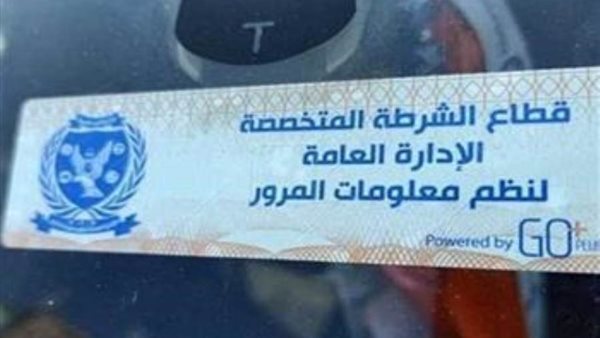 T
قطاع الشرطة المتخصصة
الإدارة العامة
لنظم معلومات المرور
Powered by GO+